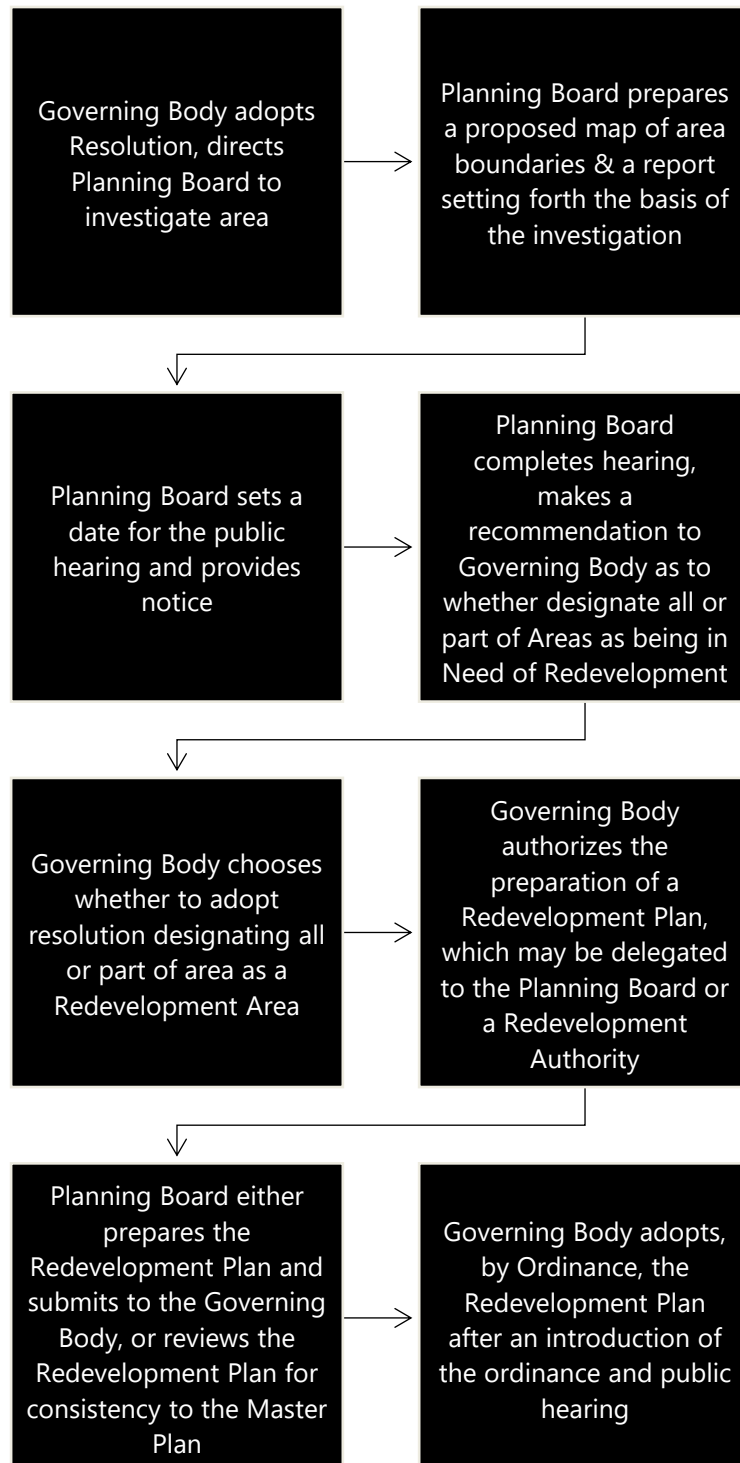 Governing Body adopts
Resolution, directs
Planning Board to
investigate area
Planning Board prepares
a proposed map of area
boundaries & a report
setting forth the basis of
the investigation
Planning Board sets a
date for the public
hearing and provides
notice
Planning Board
completes hearing,
makes a
recommendation to
Governing Body as to
whether designate all or
part of Areas as being in
Need of Redevelopment
Governing Body chooses
whether to adopt
resolution designating all
or part of area as a
Redevelopment Area
Governing Body
authorizes the
preparation of a
Redevelopment Plan,
which may be delegated
to the Planning Board or
a Redevelopment
Authority
Planning Board either
prepares the
Redevelopment Plan and
submits to the Governing
Body, or reviews the
Redevelopment Plan for
consistency to the Master
Plan
Governing Body adopts,
by Ordinance, the
Redevelopment Plan
after an introduction of
the ordinance and public
hearing